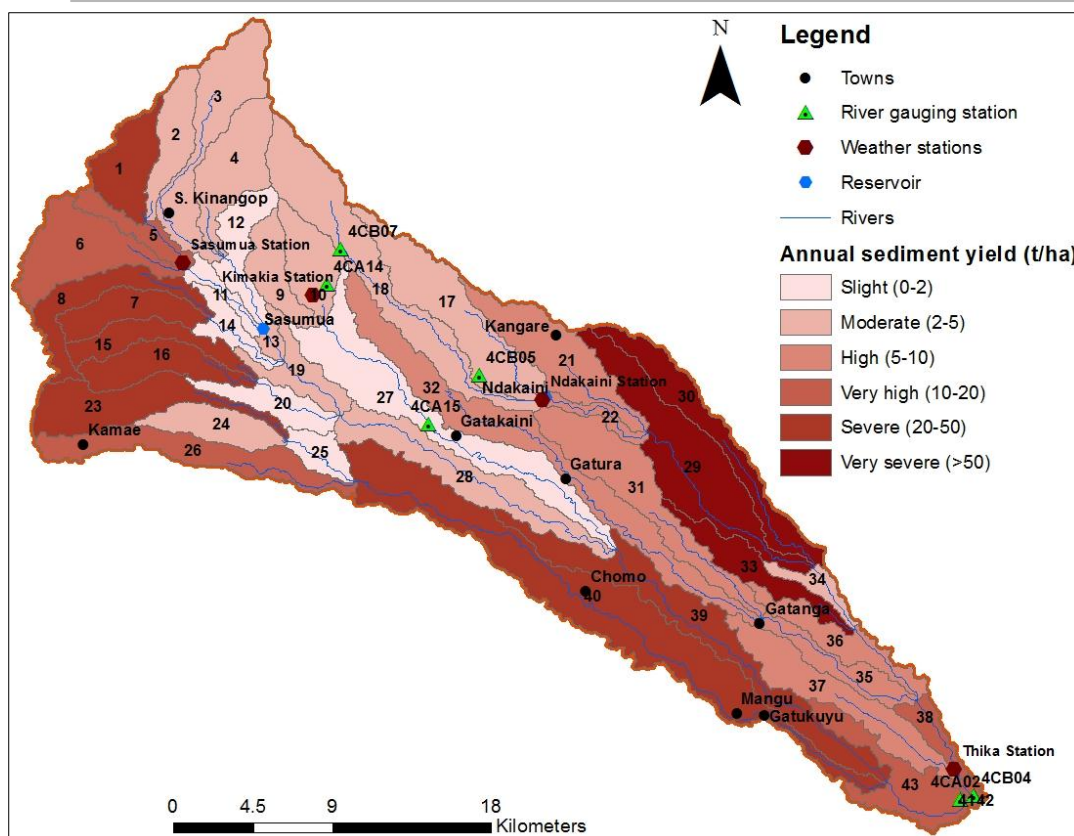 N
Legend
Towns
River gauging station
Weather stations
Reservoir
Rivers
Annual sediment yield (t/ha)
Slight (0-2)
Moderate (2-5)
High (5-10)
Very high (10-20)
Severe (20-50)
Very severe (>50)
3
2
4
1
S. Kinangop
12
5
4CB07
6
Sasumua Station
4CA14
Kimakia Station
18
11
9
10
17
8
7
14
Sasumua
Kangare
13
21
15
16
19
4CB05
30
32
Ndakaini
Ndakaini Station
27
20
22
23
24
4CA15
Gatakaini
Kamae
26
25
29
28
Gatura
31
33
34
Chomo
40
39
Gatanga
36
35
37
Mangu
Gatukuyu
38
Thika Station
43
4CA02
4CB04
4142
0 4.5 9 18
Kilometers